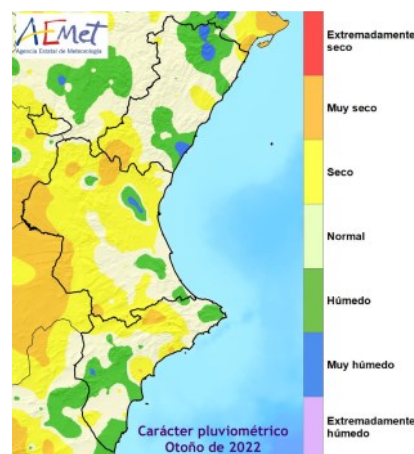 AEMet
Agencia Estatal de Meteorología
Extremadamente
seco
Muy seco
Seco
Normal
Húmedo
Muy húmedo
Extremadamente
húmedo
Carácter pluviométrico
Otoño de 2022